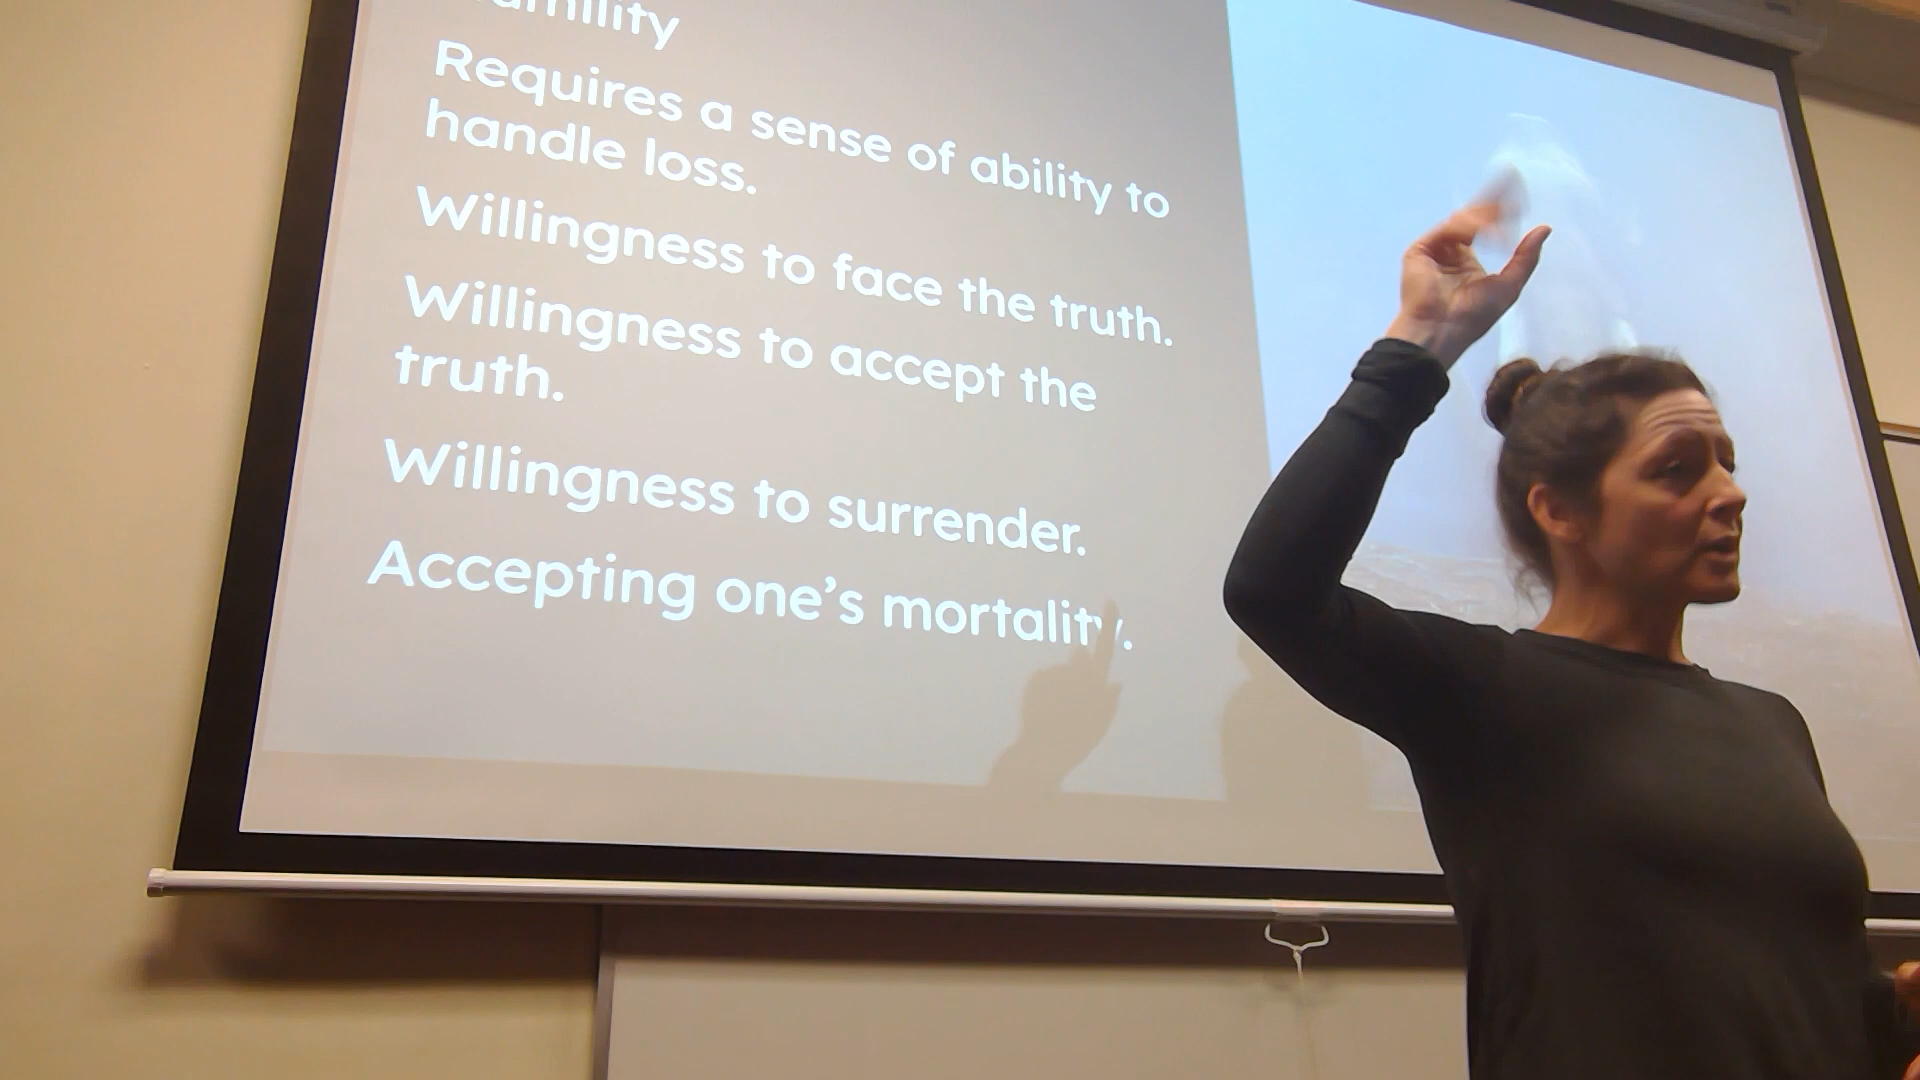 Requires a sense of ability to
handle loss.
Willingness to face the truth.
Willingness to accept the
truth.
Willingness to surrender.
Accepting one’s mortality.